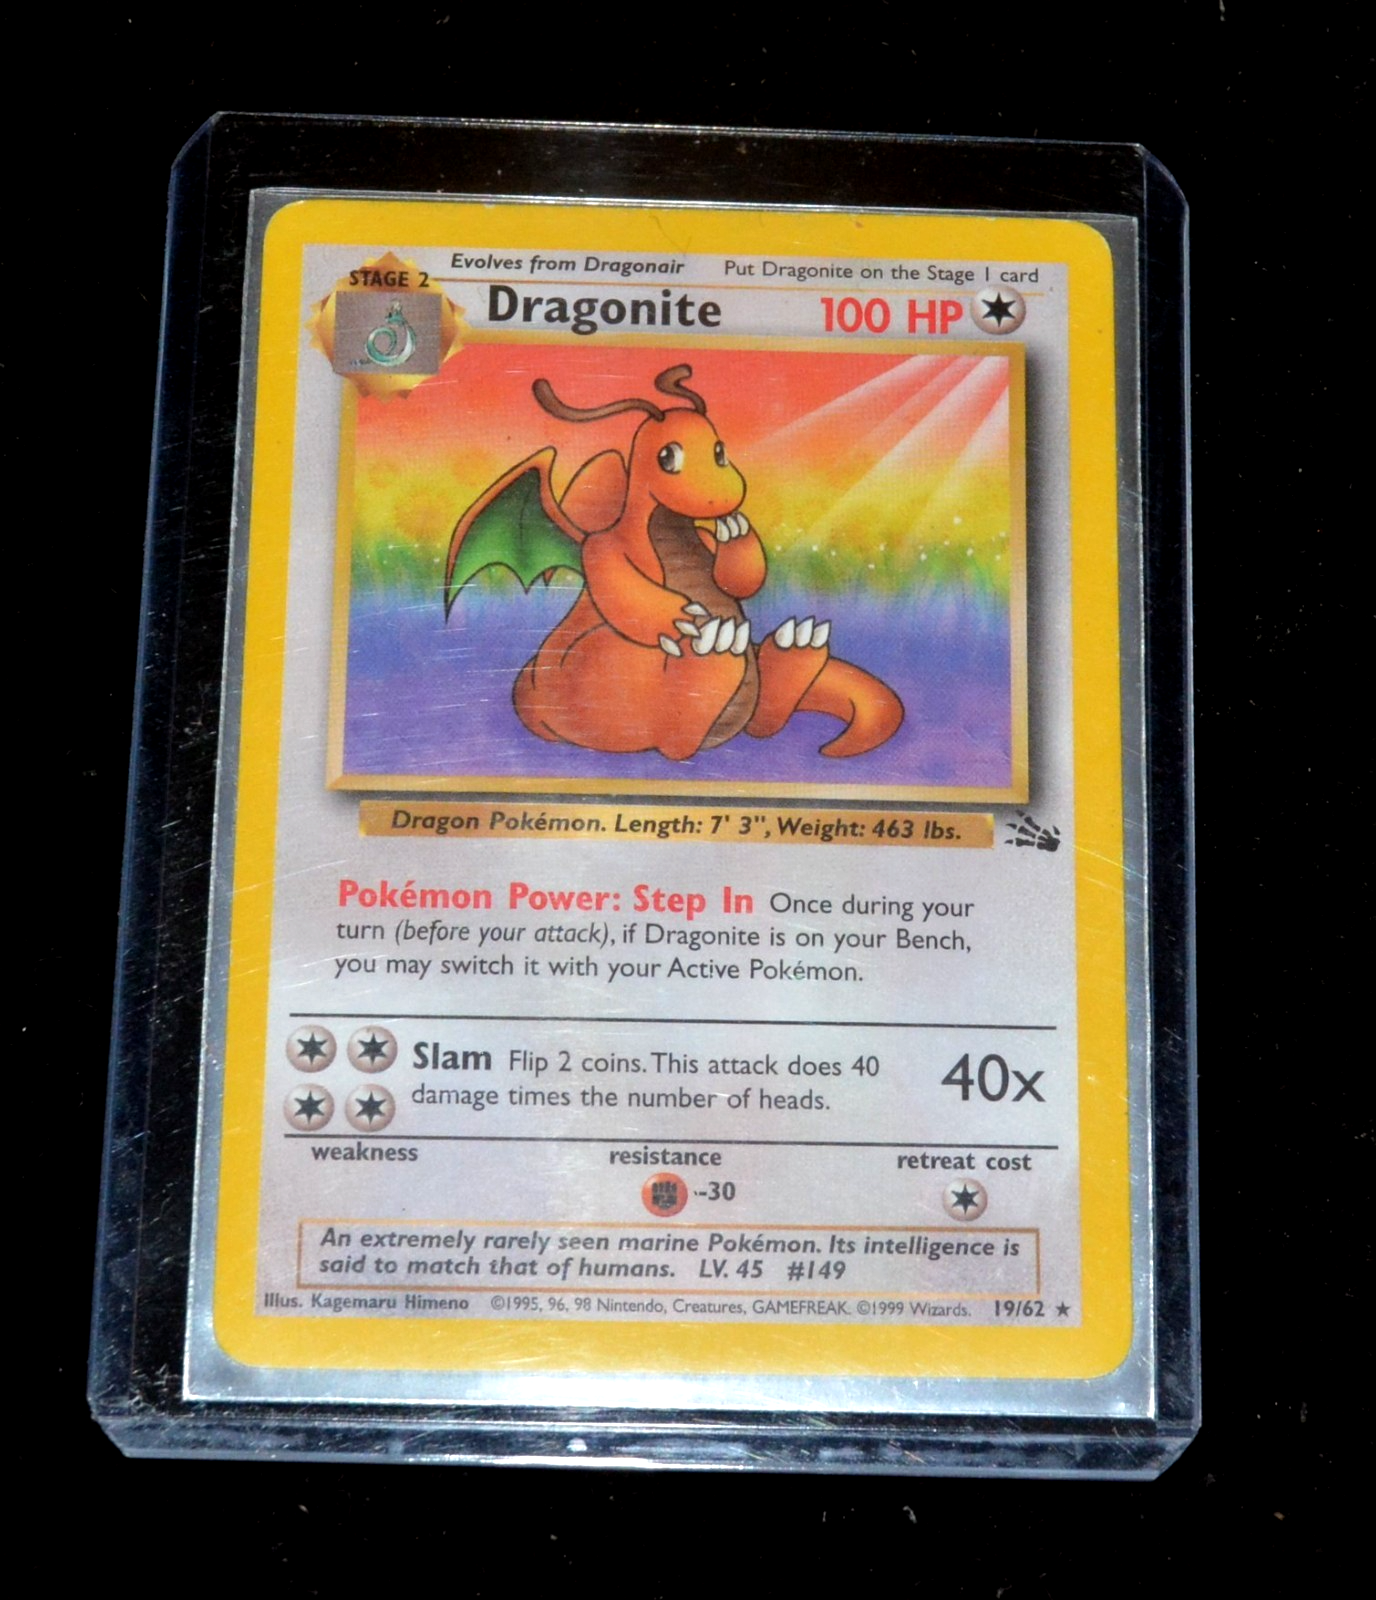 Evolves from Dragonair Put Dragonite on the Stage 1 card
STAGE 2
Dragonite 100 HP
Dragon Pokémon. Length: 7' 3", Weight: 463 lbs.
Pokémon Power: Step In Once during your
turn (before your attack), if Dragonite is on your Bench,
you may switch it with your Active Pokémon.
Slam Flip 2 coins. This attack does 40
damage times the number of heads.
40x
weakness resistance retreat cost
-30
An extremely rarely seen marine Pokémon. Its intelligence is
said to match that of humans. LV. 45 #149
Illus. Kagemaru Himeno ©1995, 96, 98 Nintendo, Creatures, GAMEFREAK. ©1999 Wizards. 19/62 ★